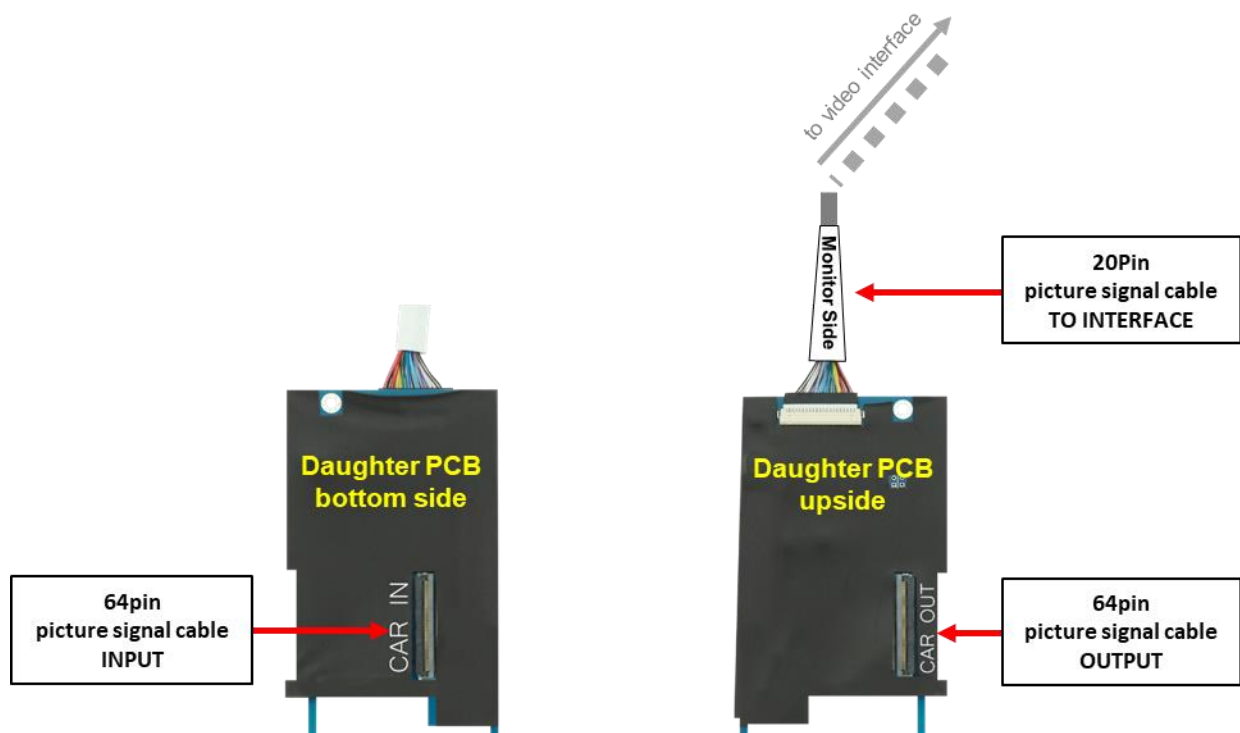 to video interface
Monitor Side
20Pin
picture signal cable
TO INTERFACE
Daughter PCB
bottom side
Daughter PCB
upside
64pin
picture signal cable
INPUT
CAR IN
CAR OUT
64pin
picture signal cable
OUTPUT